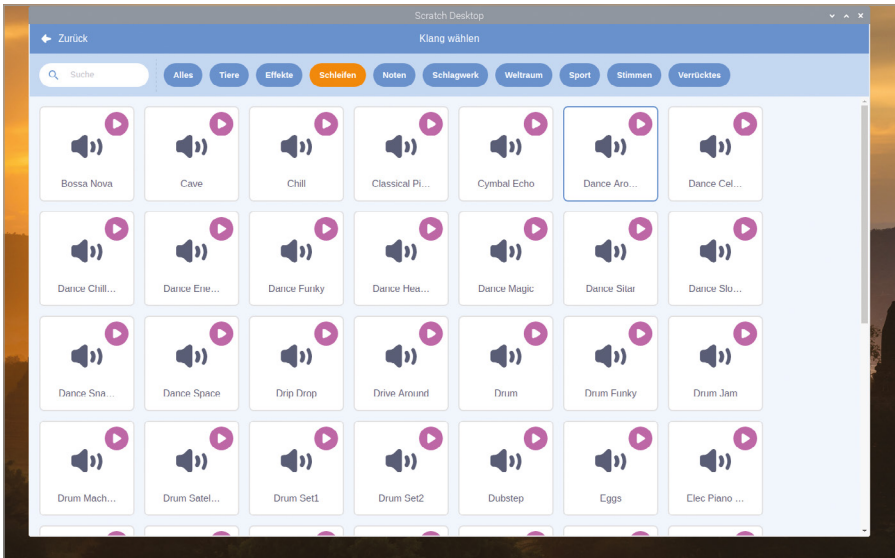 Scratch Desktop
Zurück
Klang wählen
Suche
Alles
Tiere
Effekte
Schleifen
Noten
Schlagwerk
Weltraum
Sport
Stimmen
Verrücktes
Bossa Nova
Cave
Chill
Classical Pi...
Cymbal Echo
Dance Aro...
Dance Cel...
Dance Chill...
Dance Ene...
Dance Funky
Dance Hea...
Dance Magic
Dance Sitar
Dance Slo...
Dance Sna...
Dance Space
Drip Drop
Drive Around
Drum
Drum Funky
Drum Jam
Drum Mach...
Drum Satel...
Drum Set1
Drum Set2
Dubstep
Eggs
Elec Piano ...